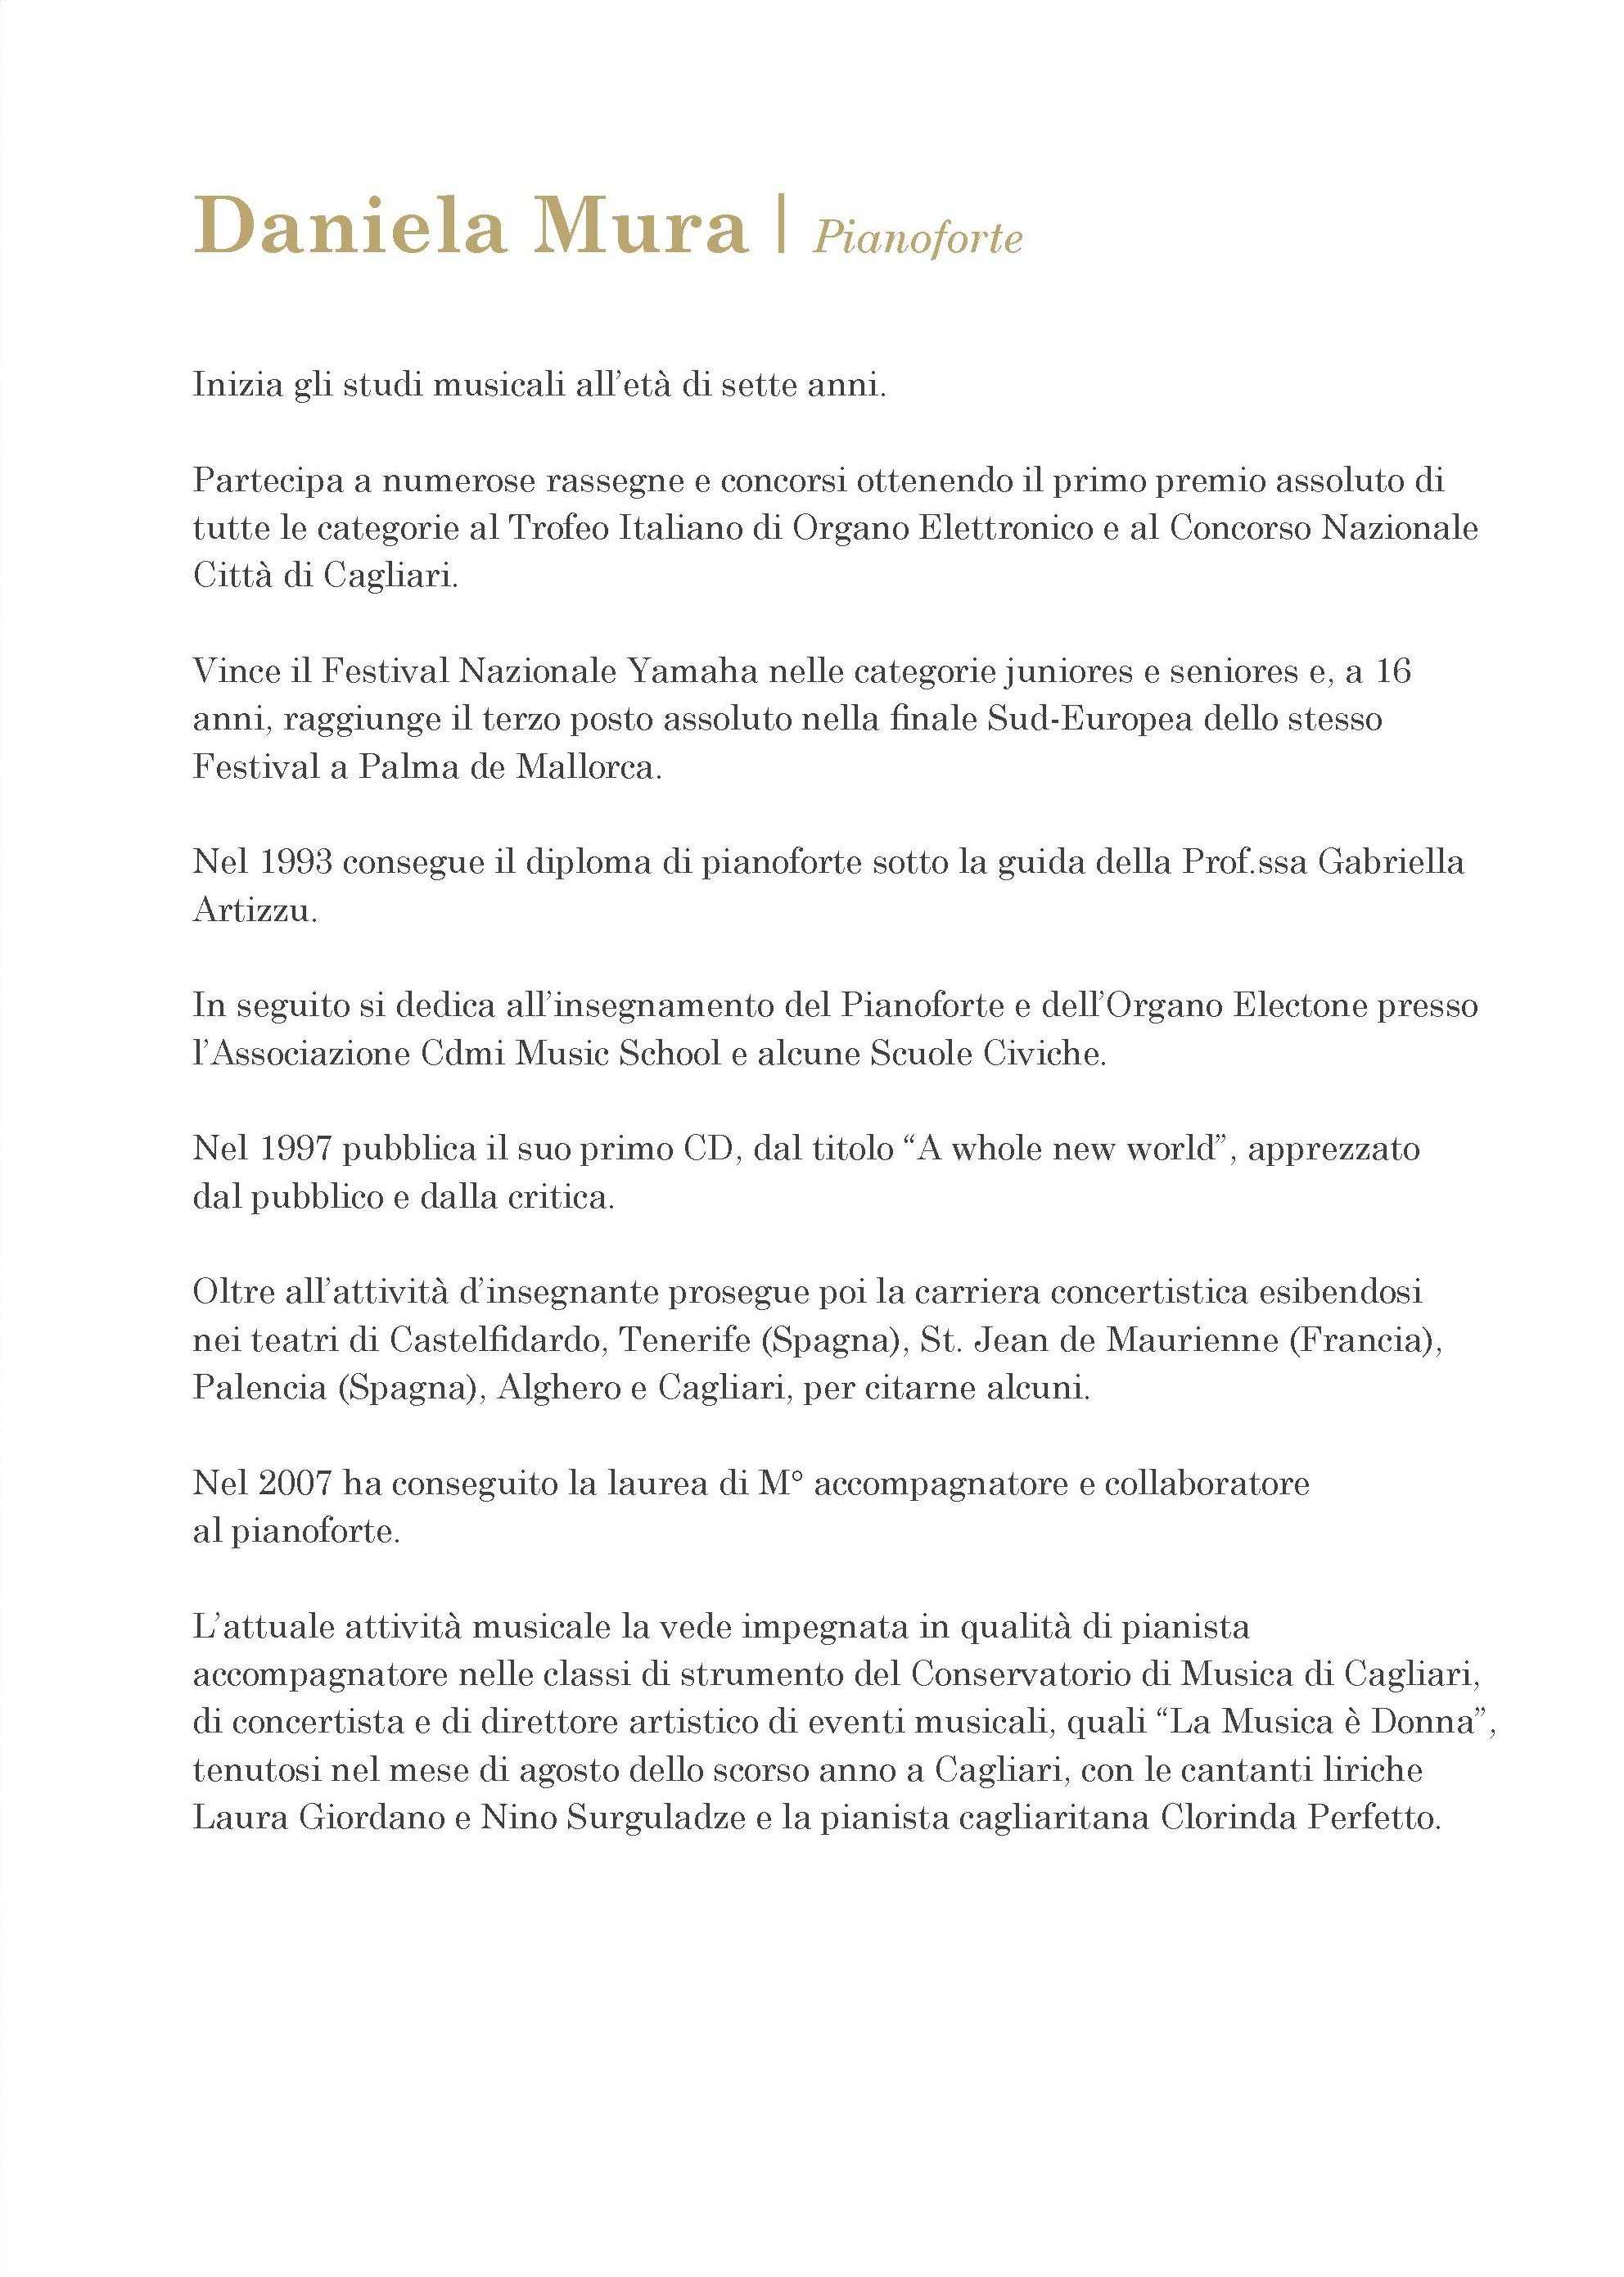 Daniela Mura | Pianoforte
Inizia gli studi musicali all’età di sette anni.
Partecipa a numerose rassegne e concorsi ottenendo il primo premio assoluto di
tutte le categorie al Trofeo Italiano di Organo Elettronico e al Concorso Nazionale
Città di Cagliari.
Vince il Festival Nazionale Yamaha nelle categorie juniores e seniores e, a 16
anni, raggiunge il terzo posto assoluto nella finale Sud-Europea dello stesso
Festival a Palma de Mallorca.
Nel 1993 consegue il diploma di pianoforte sotto la guida della Prof.ssa Gabriella
Artizzu.
In seguito si dedica all’insegnamento del Pianoforte e dell’Organo Electone presso
l’Associazione Cdmi Music School e alcune Scuole Civiche.
Nel 1997 pubblica il suo primo CD, dal titolo “A whole new world”, apprezzato
dal pubblico e dalla critica.
Oltre all’attività d’insegnante prosegue poi la carriera concertistica esibendosi
nei teatri di Castelfidardo, Tenerife (Spagna), St. Jean de Maurienne (Francia),
Palencia (Spagna), Alghero e Cagliari, per citarne alcuni.
Nel 2007 ha conseguito la laurea di M° accompagnatore e collaboratore
al pianoforte.
L’attuale attività musicale la vede impegnata in qualità di pianista
accompagnatore nelle classi di strumento del Conservatorio di Musica di Cagliari,
di concertista e di direttore artistico di eventi musicali, quali “La Musica è Donna”,
tenutosi nel mese di agosto dello scorso anno a Cagliari, con le cantanti liriche
Laura Giordano e Nino Surguladze e la pianista cagliaritana Clorinda Perfetto.